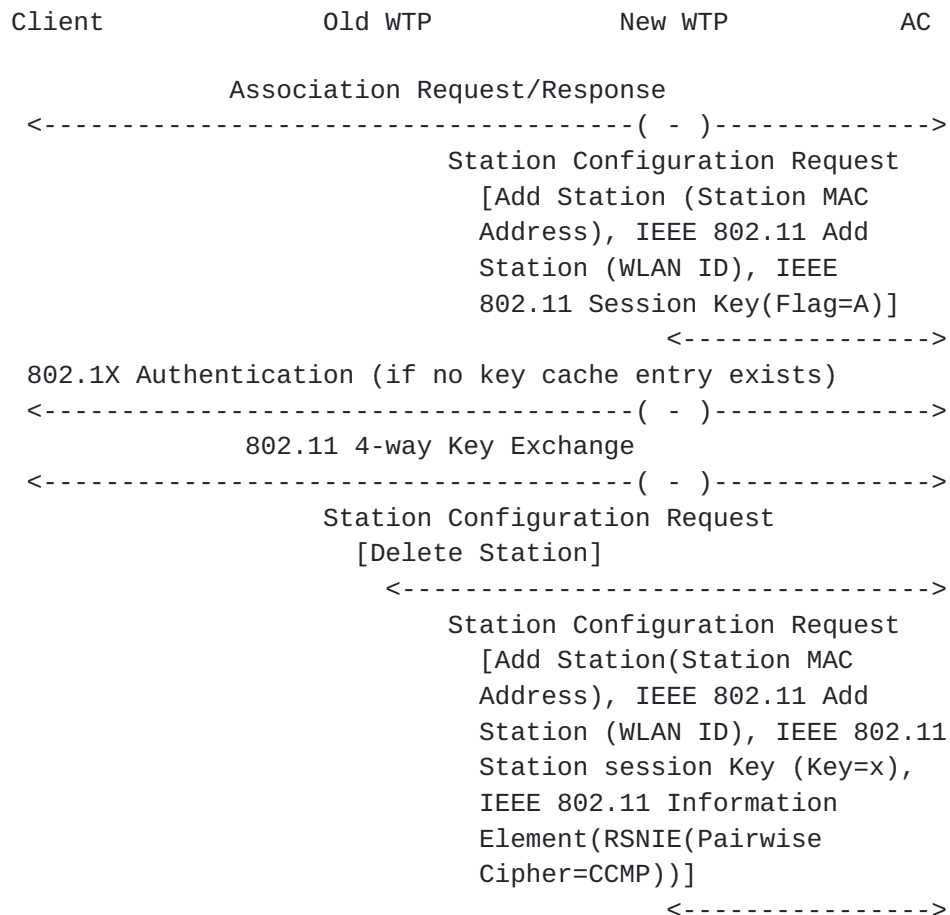 Client              Old WTP            New WTP           AC
Association Request/Response
<--------------------------------------( - )-------------->
Station Configuration Request
[Add Station (Station MAC
Address), IEEE 802.11 Add
Station (WLAN ID), IEEE
802.11 Session Key(Flag=A)]
<---------------->
802.1X Authentication (if no key cache entry exists)
<--------------------------------------( - )-------------->
802.11 4-way Key Exchange
<--------------------------------------( - )-------------->
Station Configuration Request
[Delete Station]
<---------------------------------->
Station Configuration Request
[Add Station(Station MAC
Address), IEEE 802.11 Add
Station (WLAN ID), IEEE 802.11
Station session Key (Key=x),
IEEE 802.11 Information
Element(RSNIE(Pairwise
Cipher=CCMP))]
<---------------->